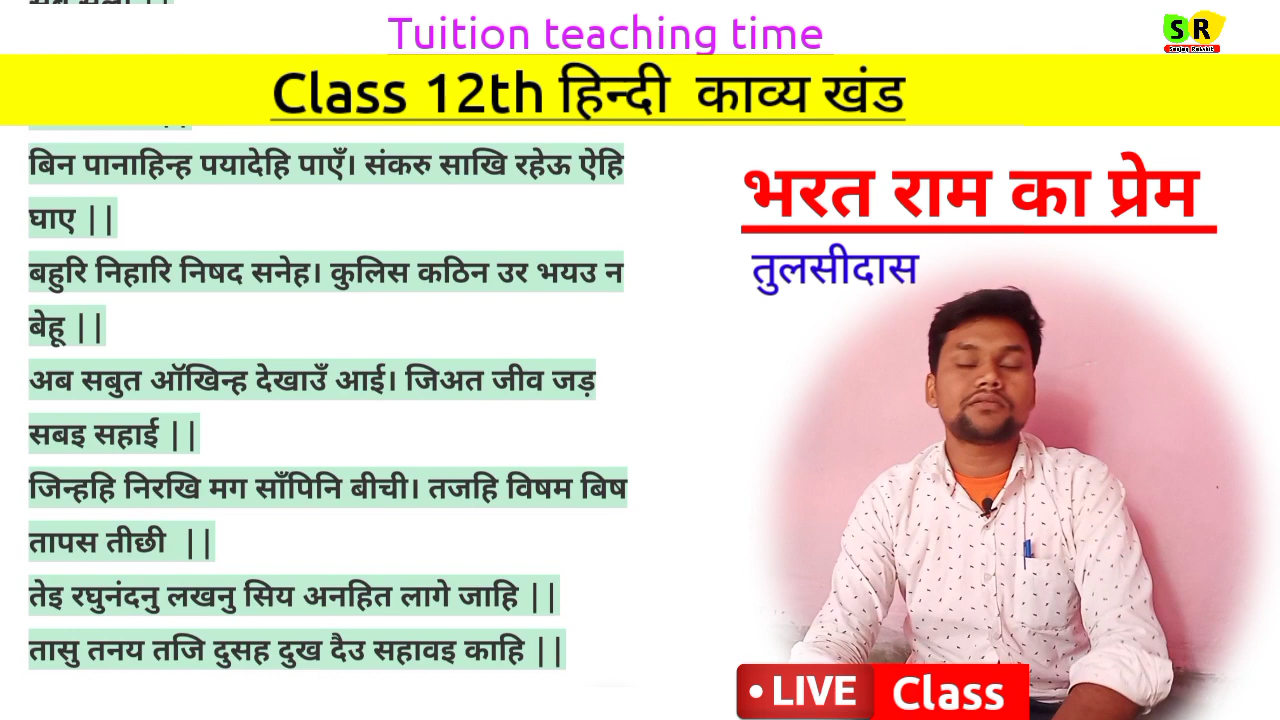 Tuition teaching time
SR
Class 12th हिन्दी काव्य खंड
बिन पानाहिन्ह पयादेहि पाएँ। संकरु साखि रहेऊ ऐहि
घाए ||
बहुरि निहारि निषद सनेह। कुलिस कठिन उर भयउ न
बेहू ||
अब सबुत ऑखिन्ह देखाउँ आई। जिअत जीव जड़
सबइ सहाई ||
जिन्हहि निरखि मग साँपिनि बीची। तजहि विषम बिष
तापस तीछी ||
तेइ रघुनंदनु लखनु सिय अनहित लागे जाहि ||
तासु तनय तजि दुसह दुख दैउ सहावइ काहि ||
भरत राम का प्रेम
तुलसीदास
• LIVE Class